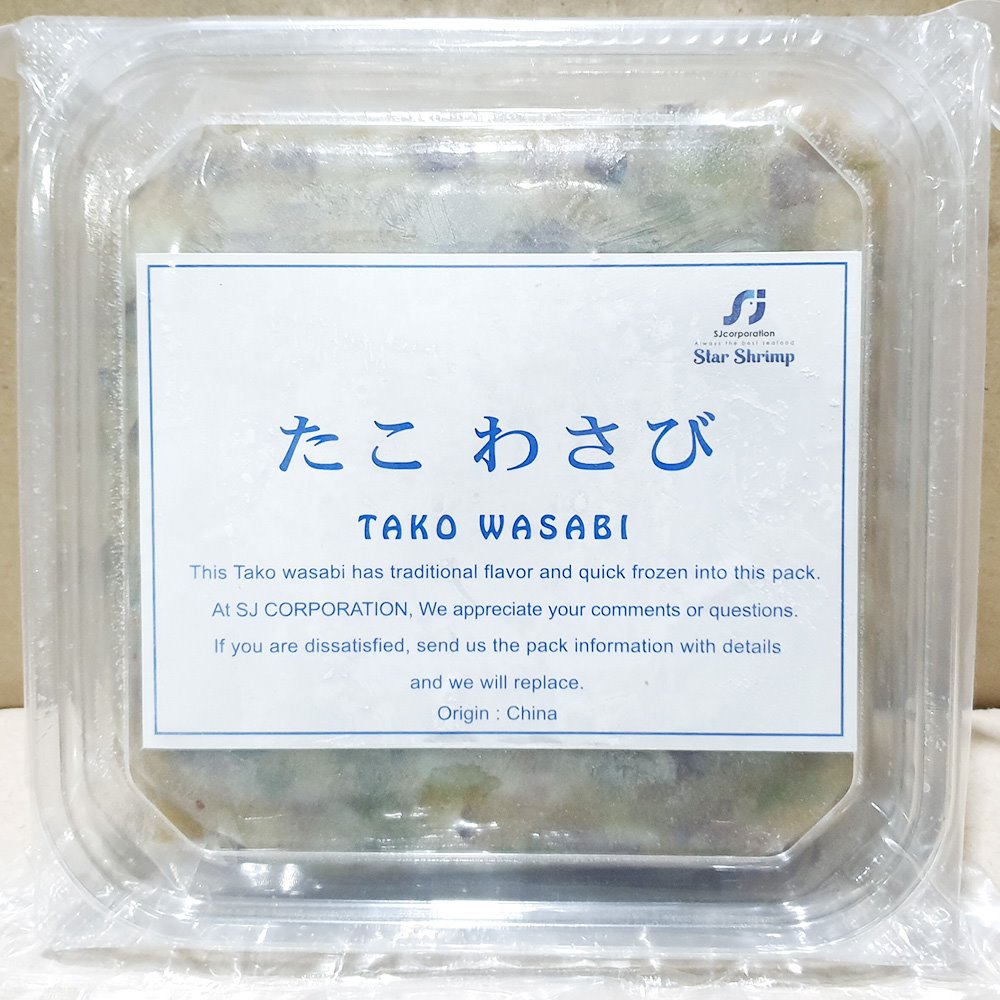 SJ
SJcorporation
Always the best seafood
Star Shrimp
たこ わさび
TAKO WASABI
This Tako wasabi has traditional flavor and quick frozen into this pack.
At SJ CORPORATION, We appreciate your comments or questions.
If you are dissatisfied, send us the pack information with details
and we will replace.
Origin : China